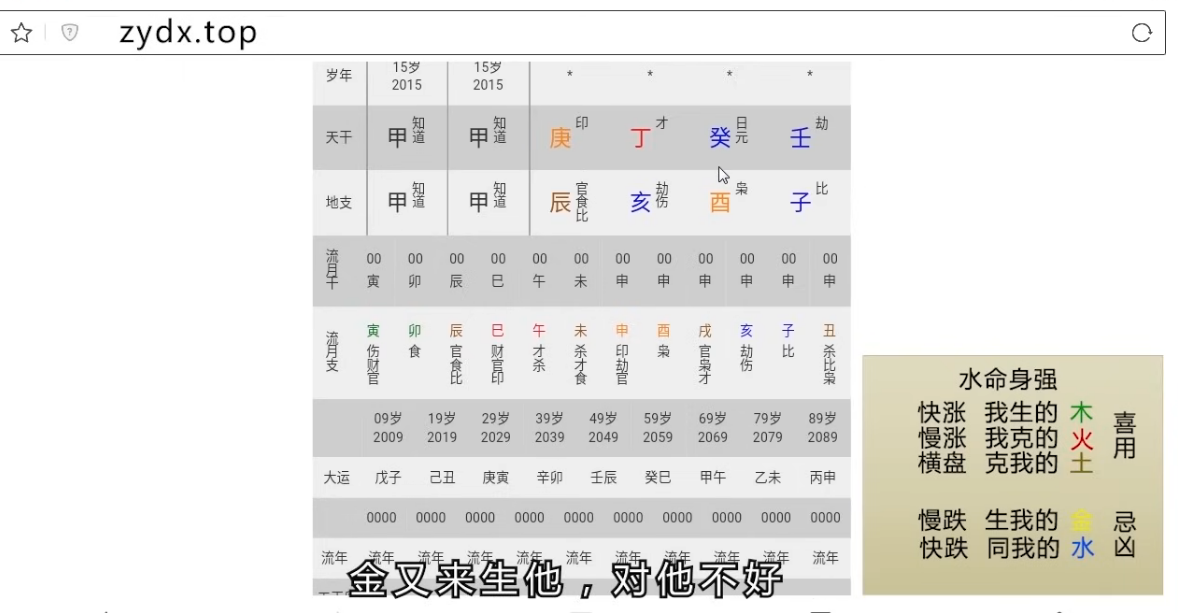 zydx.top
岁年 15岁 15岁 * * * *
2015 2015
天干 甲 知道 甲 知道 庚 印 丁 才 癸 日元 壬 劫
地支 甲 知道 甲 知道 辰 官食比 亥 劫伤 酉 枭 子 比
流月干 00 00 00 00 00 00 00 00 00 00 00 00
寅 卯 辰 巳 午 未 申 申 申 申 申 申
流月支 寅 卯 辰 巳 午 未 申 酉 戌 亥 子 丑
伤财官 食 官食比 财官印 才杀 杀才食 印劫官 枭 官枭才 劫伤 比 杀比枭
09岁 19岁 29岁 39岁 49岁 59岁 69岁 79岁 89岁
2009 2019 2029 2039 2049 2059 2069 2079 2089
大运 戊子 己丑 庚寅 辛卯 壬辰 癸巳 甲午 乙未 丙申
0000 0000 0000 0000 0000 0000 0000 0000 0000 0000
流年 流年 流年 流年 流年 流年 流年 流年 流年 流年 流年
金又来生他，对他不好
水命身强
快涨 我生的 木
慢涨 我克的 火
横盘 克我的 土
喜用
慢跌 生我的 金
快跌 同我的 水
忌凶